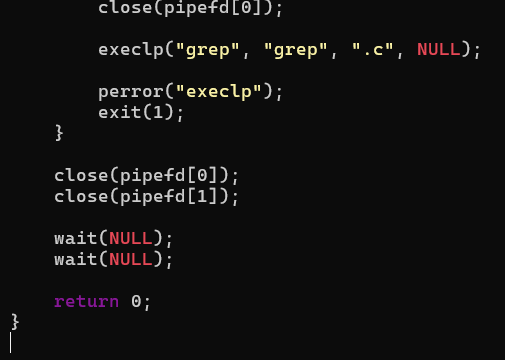 close(pipefd[0]);
execlp("grep", "grep", ".c", NULL);
perror("execlp");
exit(1);
}
close(pipefd[0]);
close(pipefd[1]);
wait(NULL);
wait(NULL);
return 0;
}